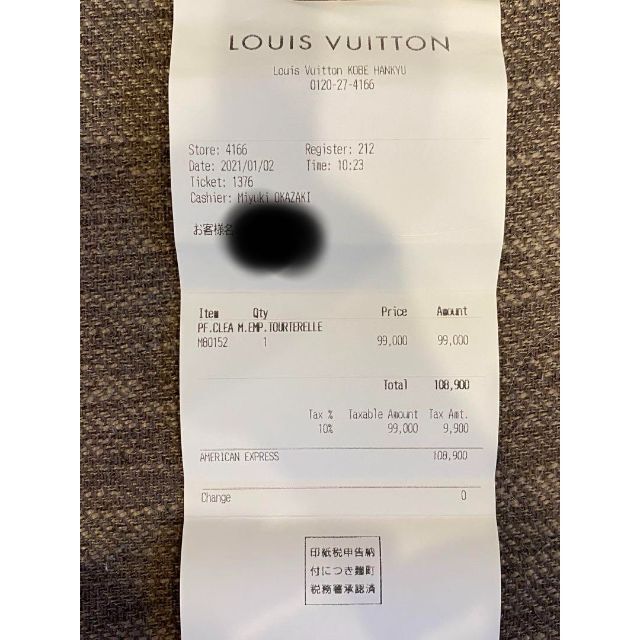 LOUIS VUITTON
Louis Vuitton KOBE HANKYU
0120-27-4166
Store: 4166 Register: 212
Date: 2021/01/02 Time: 10:23
Ticket: 1376
Cashier: Miyuki OKAZAKI
お客様名
Item Qty Price Amount
PF.CLEA M.EMP.TOURTERELLE
M80152 1 99,000 99,000
Total 108,900
Tax % Taxable Amount Tax Amt.
10% 99,000 9,900
AMERICAN EXPRESS 108,900
Change 0
印紙税申告納
付につき麹町
税務署承認済